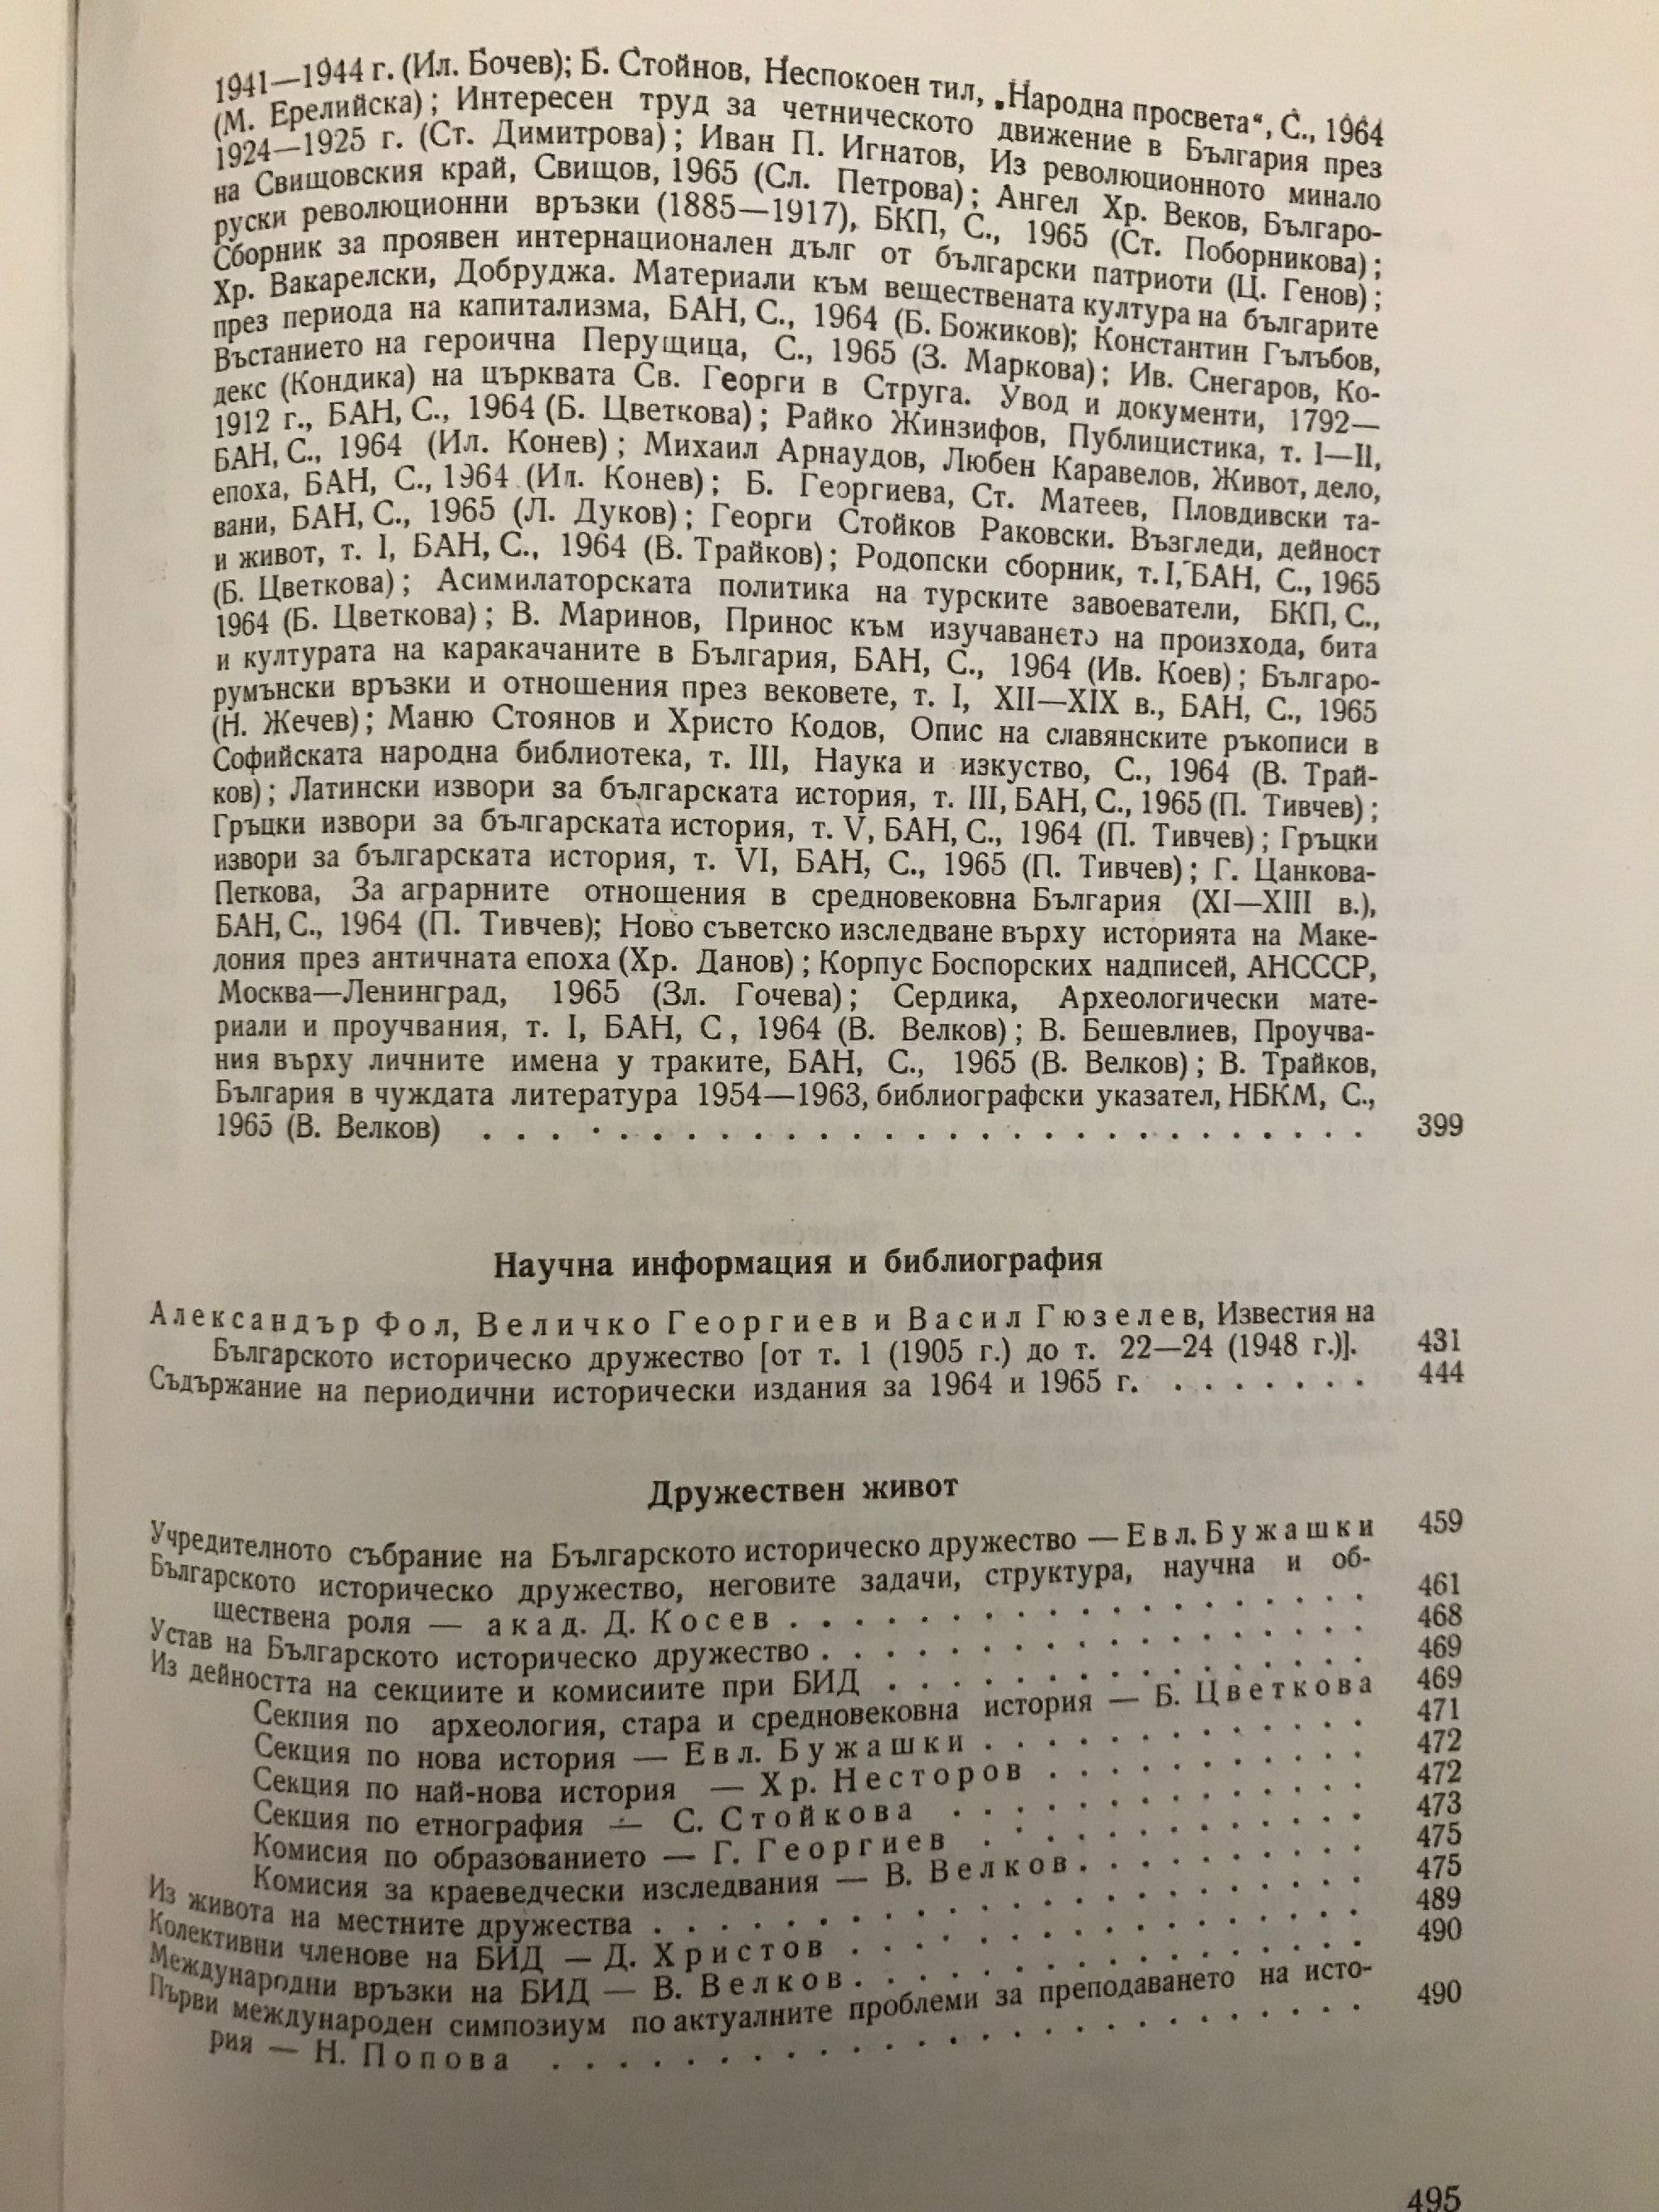 1941—1944 г. (Ил. Бочев); Б. Стойнов, Неспокоен тил, „Народна просвета“, С., 1964
(М. Ерелийска); Интересен труд за четническото движение в България през
1924—1925 г. (Ст. Димитрова); Иван П. Игнатов, Из революционното минало
на Свищовския край, Свищов, 1965 (Сл. Петрова); Ангел Хр. Веков, Българо-
руски революционни връзки (1885—1917), БКП, С., 1965 (Ст. Поборникова);
Сборник за проявен интернационален дълг от български патриоти (Ц. Генов);
Хр. Вакарелски, Добруджа. Материали към веществената култура на българите
през периода на капитализма, БАН, С., 1964 (Б. Божиков); Константин Гълъбов,
Въстанието на героична Перущица, С., 1965 (З. Маркова); Ив. Снегаров, Ко-
декс (Кондика) на църквата Св. Георги в Струга. Увод и документи, 1792—
1912 г., БАН, С., 1964 (Б. Цветкова); Райко Жинзифов, Публицистика, т. I—II,
БАН, С., 1964 (Ил. Конев); Михаил Арнаудов, Любен Каравелов, Живот, дело,
епоха, БАН, С., 1964 (Ил. Конев); Б. Георгиева, Ст. Матеев, Пловдивски та-
вани, БАН, С., 1965 (Л. Дуков); Георги Стойков Раковски. Възгледи, дейност
и живот, т. I, БАН, С., 1964 (В. Трайков); Родопски сборник, т. I, БАН, С., 1965
(Б. Цветкова); Асимилаторската политика на турските завоеватели, БКП, С.,
1964 (Б. Цветкова); В. Маринов, Принос към изучаването на произхода, бита
и културата на каракачаните в България, БАН, С., 1964 (Ив. Коев); Българо-
румънски връзки и отношения през вековете, т. I, XII—XIX в., БАН, С., 1965
(Н. Жечев); Маню Стоянов и Христо Кодов, Опис на славянските ръкописи в
Софийската народна библиотека, т. III, Наука и изкуство, С., 1964 (В. Трай-
ков); Латински извори за българската история, т. III, БАН, С., 1965 (П. Тивчев);
Гръцки извори за българската история, т. V, БАН, С., 1964 (П. Тивчев); Гръцки
извори за българската история, т. VI, БАН, С., 1965 (П. Тивчев); Г. Цанкова-
Петкова, За аграрните отношения в средновековна България (XI—XIII в.),
БАН, С., 1964 (П. Тивчев); Ново съветско изследване върху историята на Маке-
дония през античната епоха (Хр. Данов); Корпус Боспорских надписей, АНСССР,
Москва—Ленинград, 1965 (Зл. Гочева); Сердика, Археологически мате-
риали и проучвания, т. I, БАН, С, 1964 (В. Велков); В. Бешевлиев, Проучва-
ния върху личните имена у траките, БАН, С., 1965 (В. Велков); В. Трайков,
България в чуждата литература 1954—1963, библиографски указател, НБКМ, С.,
1965 (В. Велков) . . . . . . . . . . . . . . . . . . . . . . . . 399
Научна информация и библиография
Александър Фол, Величко Георгиев и Васил Гюзелев, Известия на
Българското историческо дружество [от т. 1 (1905 г.) до т. 22—24 (1948 г.)]. 431
Съдържание на периодични исторически издания за 1964 и 1965 г. . . . . . . . 444
Дружествен живот
Учредителното събрание на Българското историческо дружество — Евл. Бужашки 459
Българското историческо дружество, неговите задачи, структура, научна и об-
ществена роля — акад. Д. Косев . . . . . . . . . . . . . . . . 461
Устав на Българското историческо дружество . . . . . . . . . . . . . . . 468
Из дейността на секциите и комисиите при БИД . . . . . . . . . . . . . . 469
Секция по археология, стара и средновековна история — Б. Цветкова 469
Секция по нова история — Евл. Бужашки . . . . . . . . . . . . 471
Секция по най-нова история — Хр. Несторов . . . . . . . . . . 472
Секция по етнография — С. Стойкова . . . . . . . . . . . . . 472
Комисия по образованието — Г. Георгиев . . . . . . . . . . . . 473
Комисия за краеведчески изследвания — В. Велков . . . . . . . . . 475
Из живота на местните дружества . . . . . . . . . . . . . . . . . . . 475
Колективни членове на БИД — Д. Христов . . . . . . . . . . . . . . . 489
Международни връзки на БИД — В. Велков . . . . . . . . . . . . . . . 490
Първи международен симпозиум по актуалните проблеми за преподаването на исто-
рия — Н. Попова . . . . . . . . . . . . . . . . . . . . . . 490
495